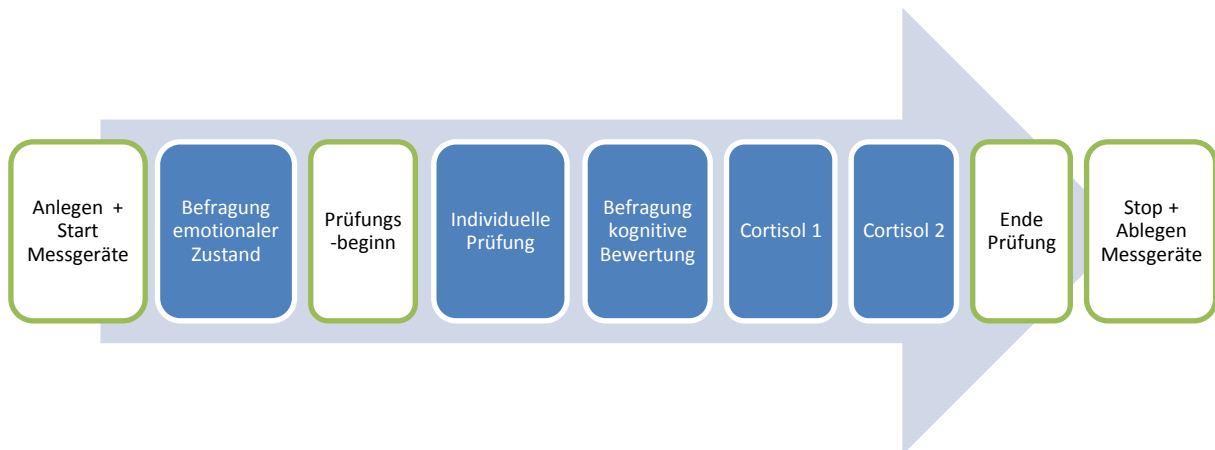 Anlegen +
Start
Messgeräte
Befragung
emotionaler
Zustand
Prüfungs
-beginn
Individuelle
Prüfung
Befragung
kognitive
Bewertung
Cortisol 1
Cortisol 2
Ende
Prüfung
Stop +
Ablegen
Messgeräte